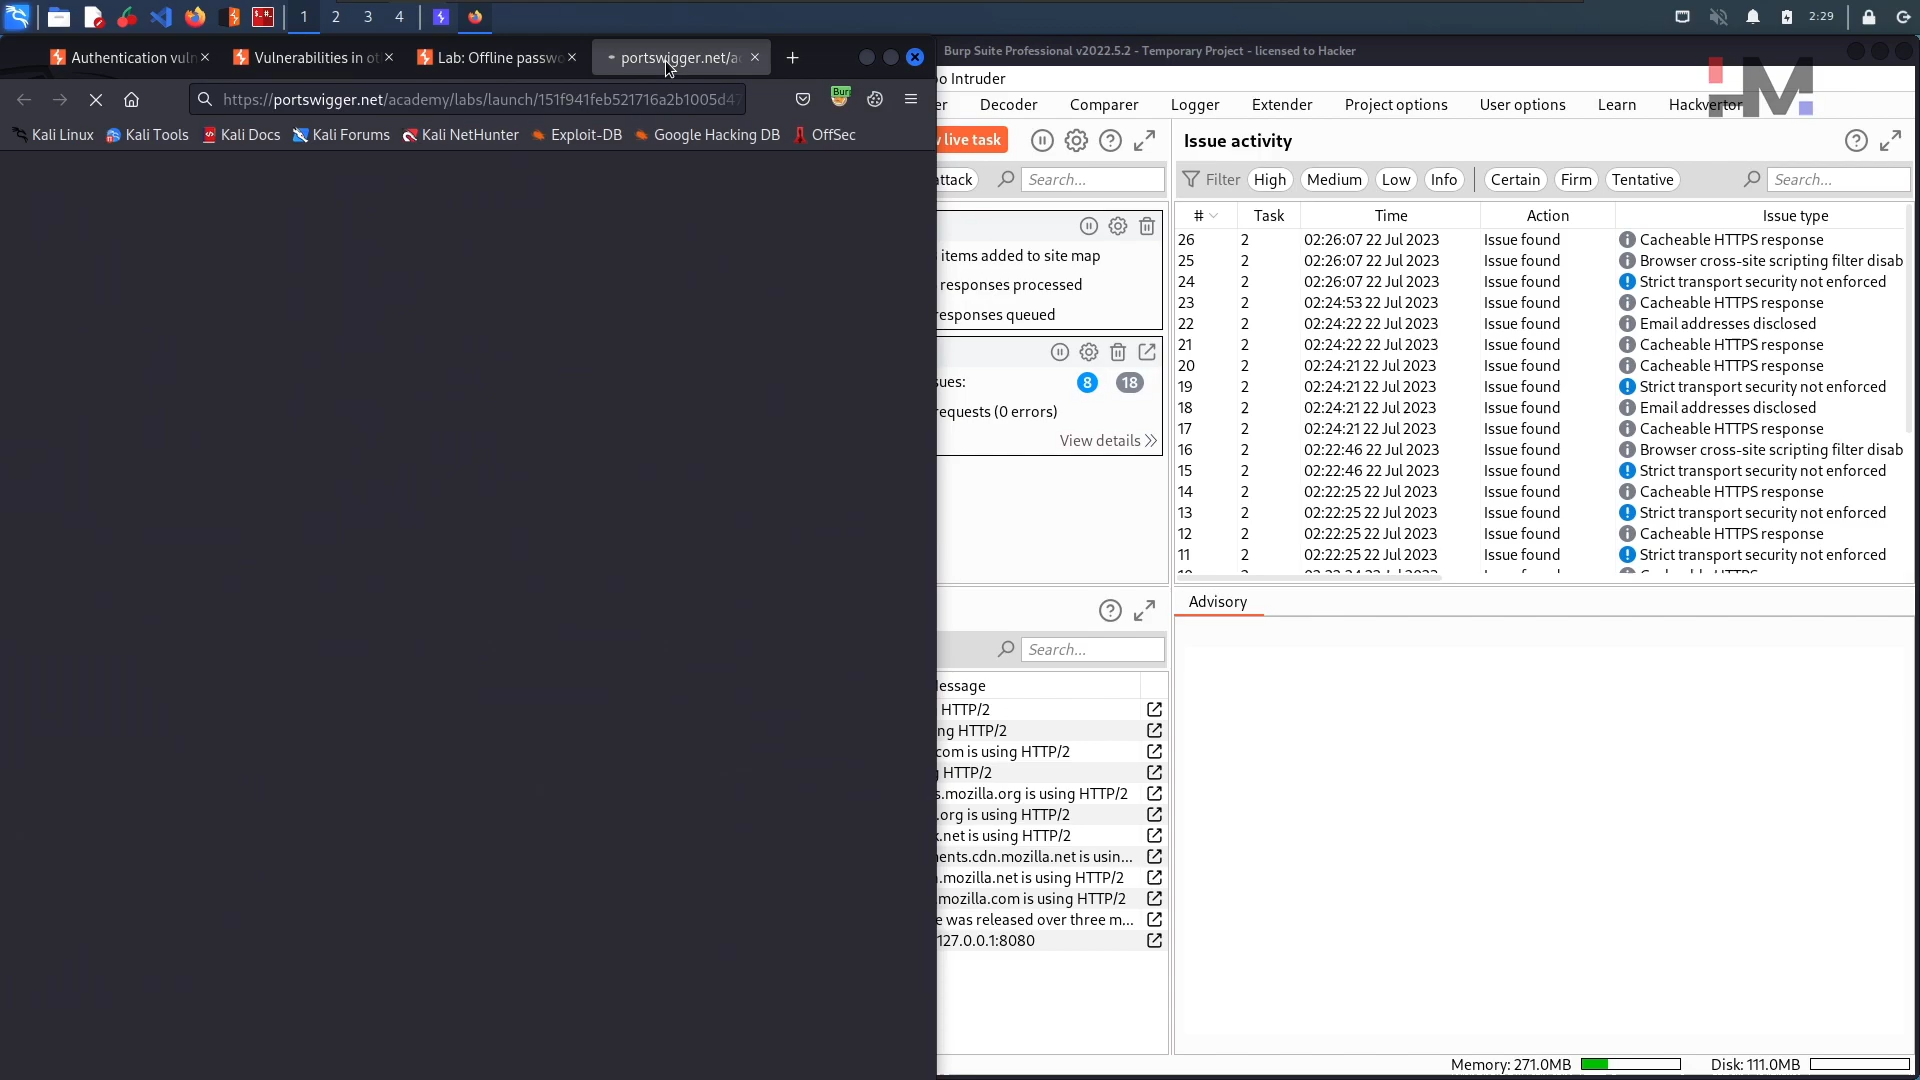 1 2 3 4
2:29
Authentication vuln
Vulnerabilities in ot
Lab: Offline passwo
portswigger.net/ac
https://portswigger.net/academy/labs/launch/151f941feb521716a2b1005d47
Burp
Kali Linux
Kali Tools
Kali Docs
Kali Forums
Kali NetHunter
Exploit-DB
Google Hacking DB
OffSec
Burp Suite Professional v2022.5.2 - Temporary Project - licensed to Hacker
o Intruder
er Decoder Comparer Logger Extender Project options User options Learn Hackvertor
live task
attack
Search...
items added to site map
responses processed
responses queued
sues:
8 18
requests (0 errors)
View details
Issue activity
Filter High Medium Low Info Certain Firm Tentative
Search...
# Task Time Action Issue type
26 2 02:26:07 22 Jul 2023 Issue found Cacheable HTTPS response
25 2 02:26:07 22 Jul 2023 Issue found Browser cross-site scripting filter disab
24 2 02:26:07 22 Jul 2023 Issue found Strict transport security not enforced
23 2 02:24:53 22 Jul 2023 Issue found Cacheable HTTPS response
22 2 02:24:22 22 Jul 2023 Issue found Email addresses disclosed
21 2 02:24:22 22 Jul 2023 Issue found Cacheable HTTPS response
20 2 02:24:21 22 Jul 2023 Issue found Cacheable HTTPS response
19 2 02:24:21 22 Jul 2023 Issue found Strict transport security not enforced
18 2 02:24:21 22 Jul 2023 Issue found Email addresses disclosed
17 2 02:24:21 22 Jul 2023 Issue found Cacheable HTTPS response
16 2 02:22:46 22 Jul 2023 Issue found Browser cross-site scripting filter disab
15 2 02:22:46 22 Jul 2023 Issue found Strict transport security not enforced
14 2 02:22:25 22 Jul 2023 Issue found Cacheable HTTPS response
13 2 02:22:25 22 Jul 2023 Issue found Strict transport security not enforced
12 2 02:22:25 22 Jul 2023 Issue found Cacheable HTTPS response
11 2 02:22:25 22 Jul 2023 Issue found Strict transport security not enforced
Search...
essage
HTTP/2
ng HTTP/2
com is using HTTP/2
HTTP/2
s.mozilla.org is using HTTP/2
.org is using HTTP/2
.net is using HTTP/2
ents.cdn.mozilla.net is usin...
.mozilla.net is using HTTP/2
mozilla.com is using HTTP/2
e was released over three m...
127.0.0.1:8080
Advisory
Memory: 271.0MB
Disk: 111.0MB